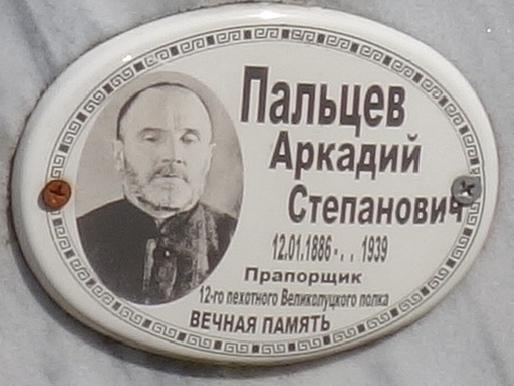 Пальцев
Аркадий
Степанович
12.01.1886 - . . 1939
Прапорщик
12-го пехотного Великолуцкого полка
ВЕЧНАЯ ПАМЯТЬ